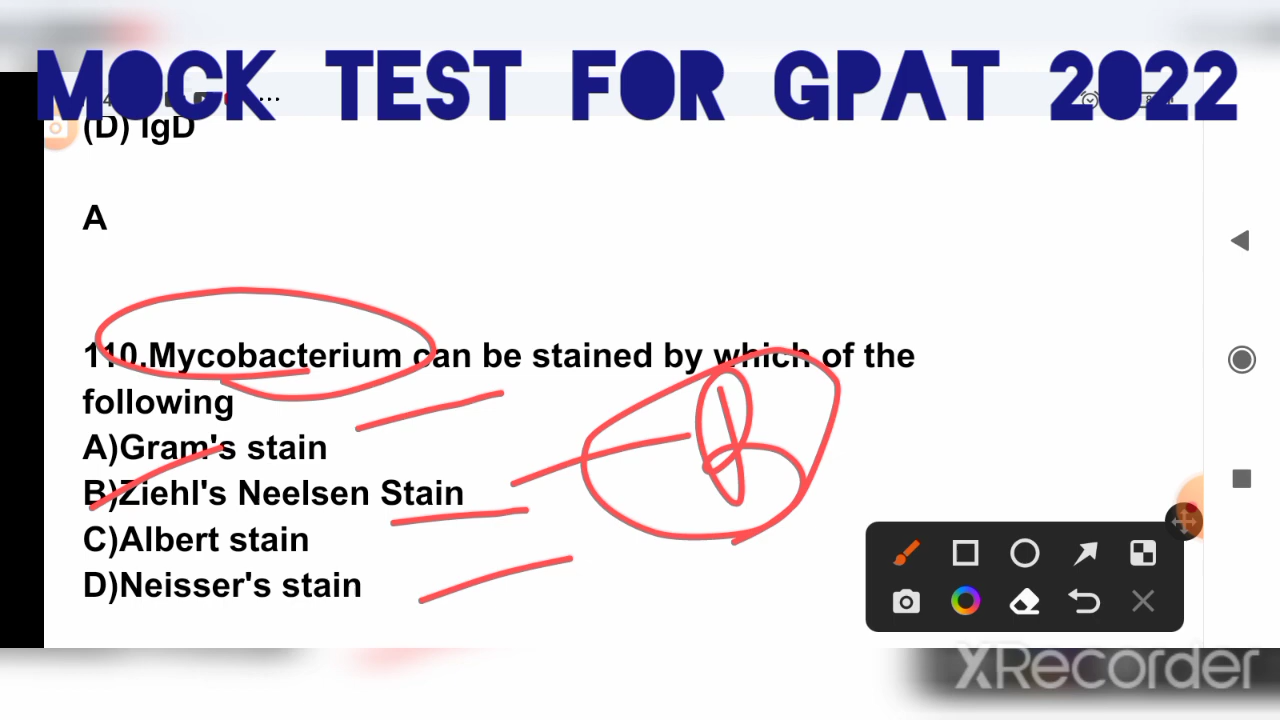 MOCK TEST FOR GPAT 2022
(D) IgD
A
110.Mycobacterium can be stained by which of the
following
A)Gram's stain
B)Ziehl's Neelsen Stain
B
C)Albert stain
D)Neisser's stain
XRecorder